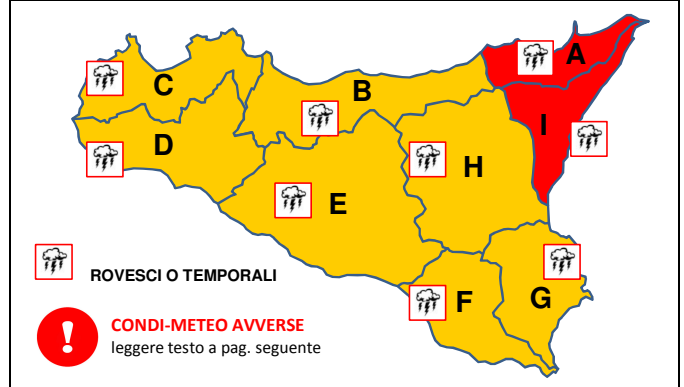 A
C
B
I
D
H
E
ROVESCI O TEMPORALI
F
G
!
CONDI-METEO AVVERSE
leggere testo a pag. seguente